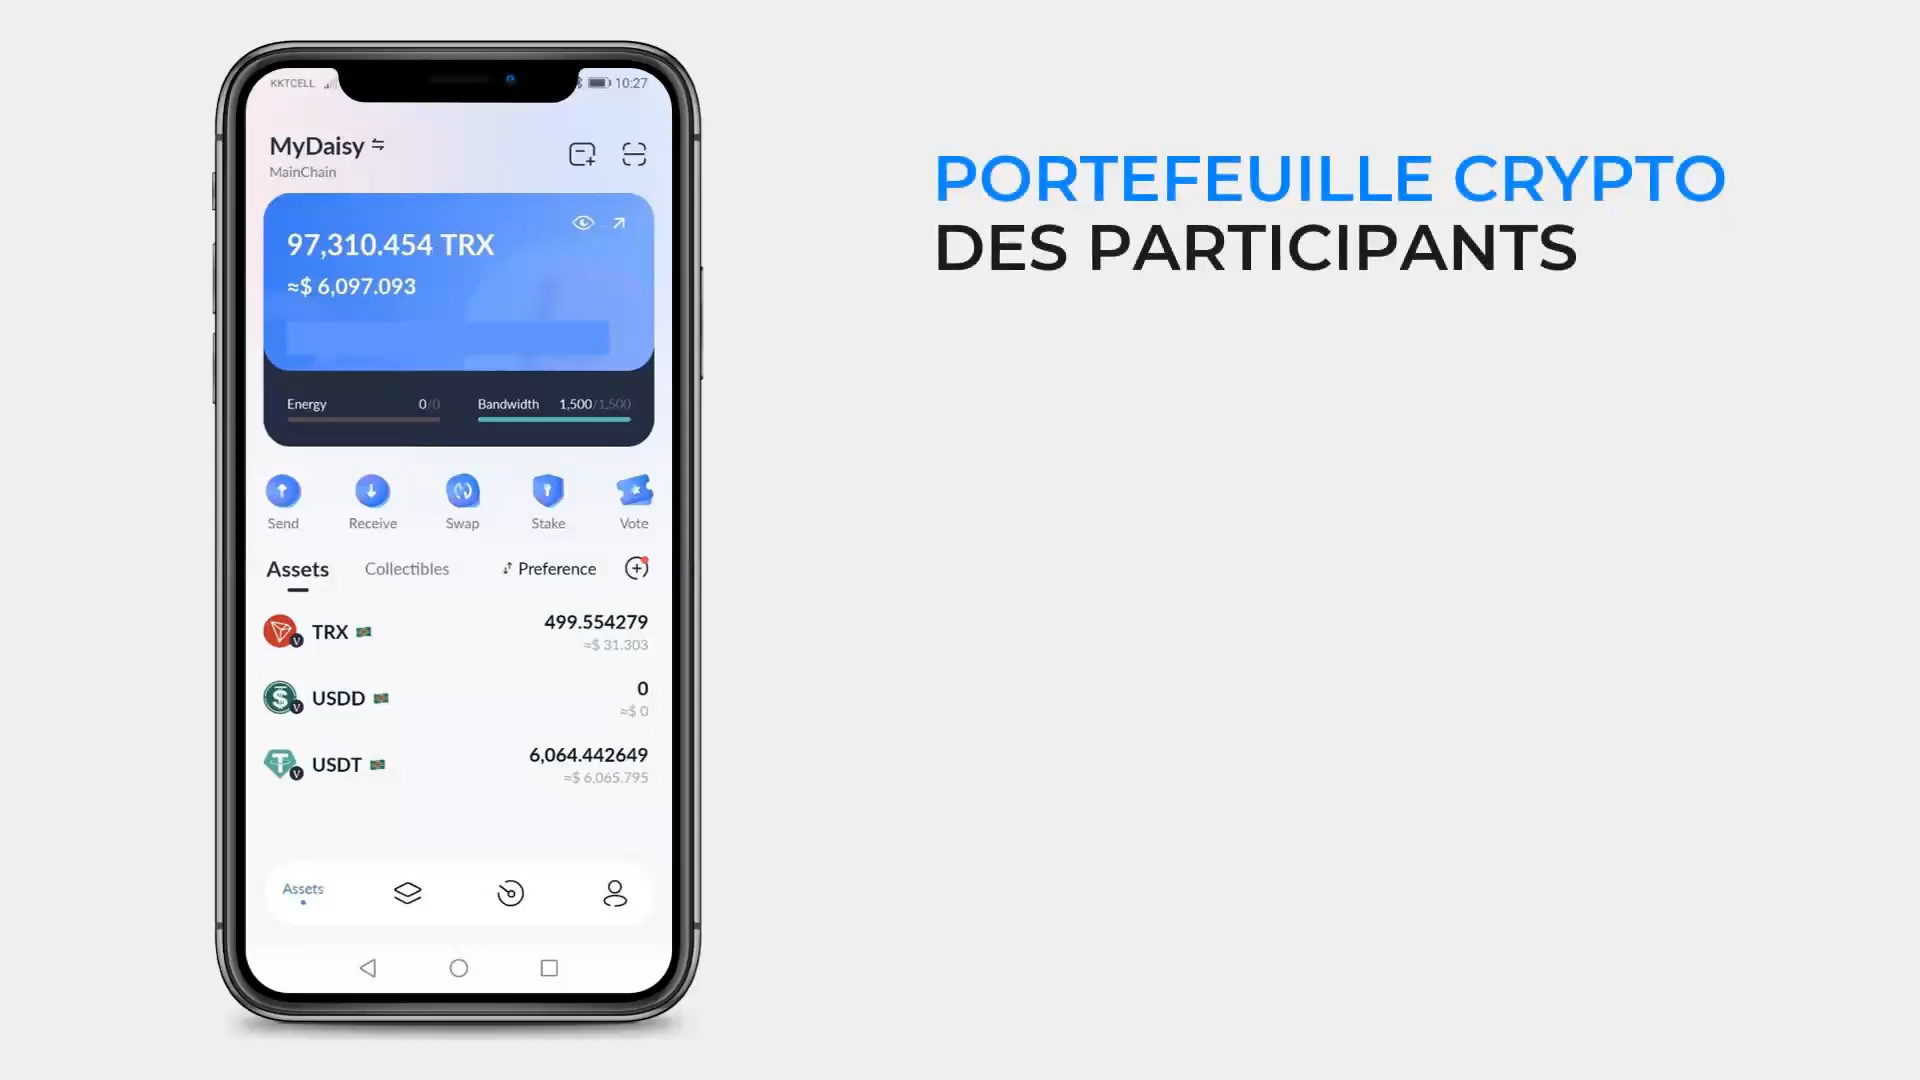 KKTCELL
10:27
MyDaisy
MainChain
97,310.454 TRX
≈$ 6,097.093
Energy 0/0 Bandwidth 1,500/1,500
Send Receive Swap Stake Vote
Assets Collectibles Preference
TRX 499.554279
≈$ 31.303
USDD 0
≈$ 0
USDT 6,064.442649
≈$ 6,065.795
Assets
PORTEFEUILLE CRYPTO
DES PARTICIPANTS